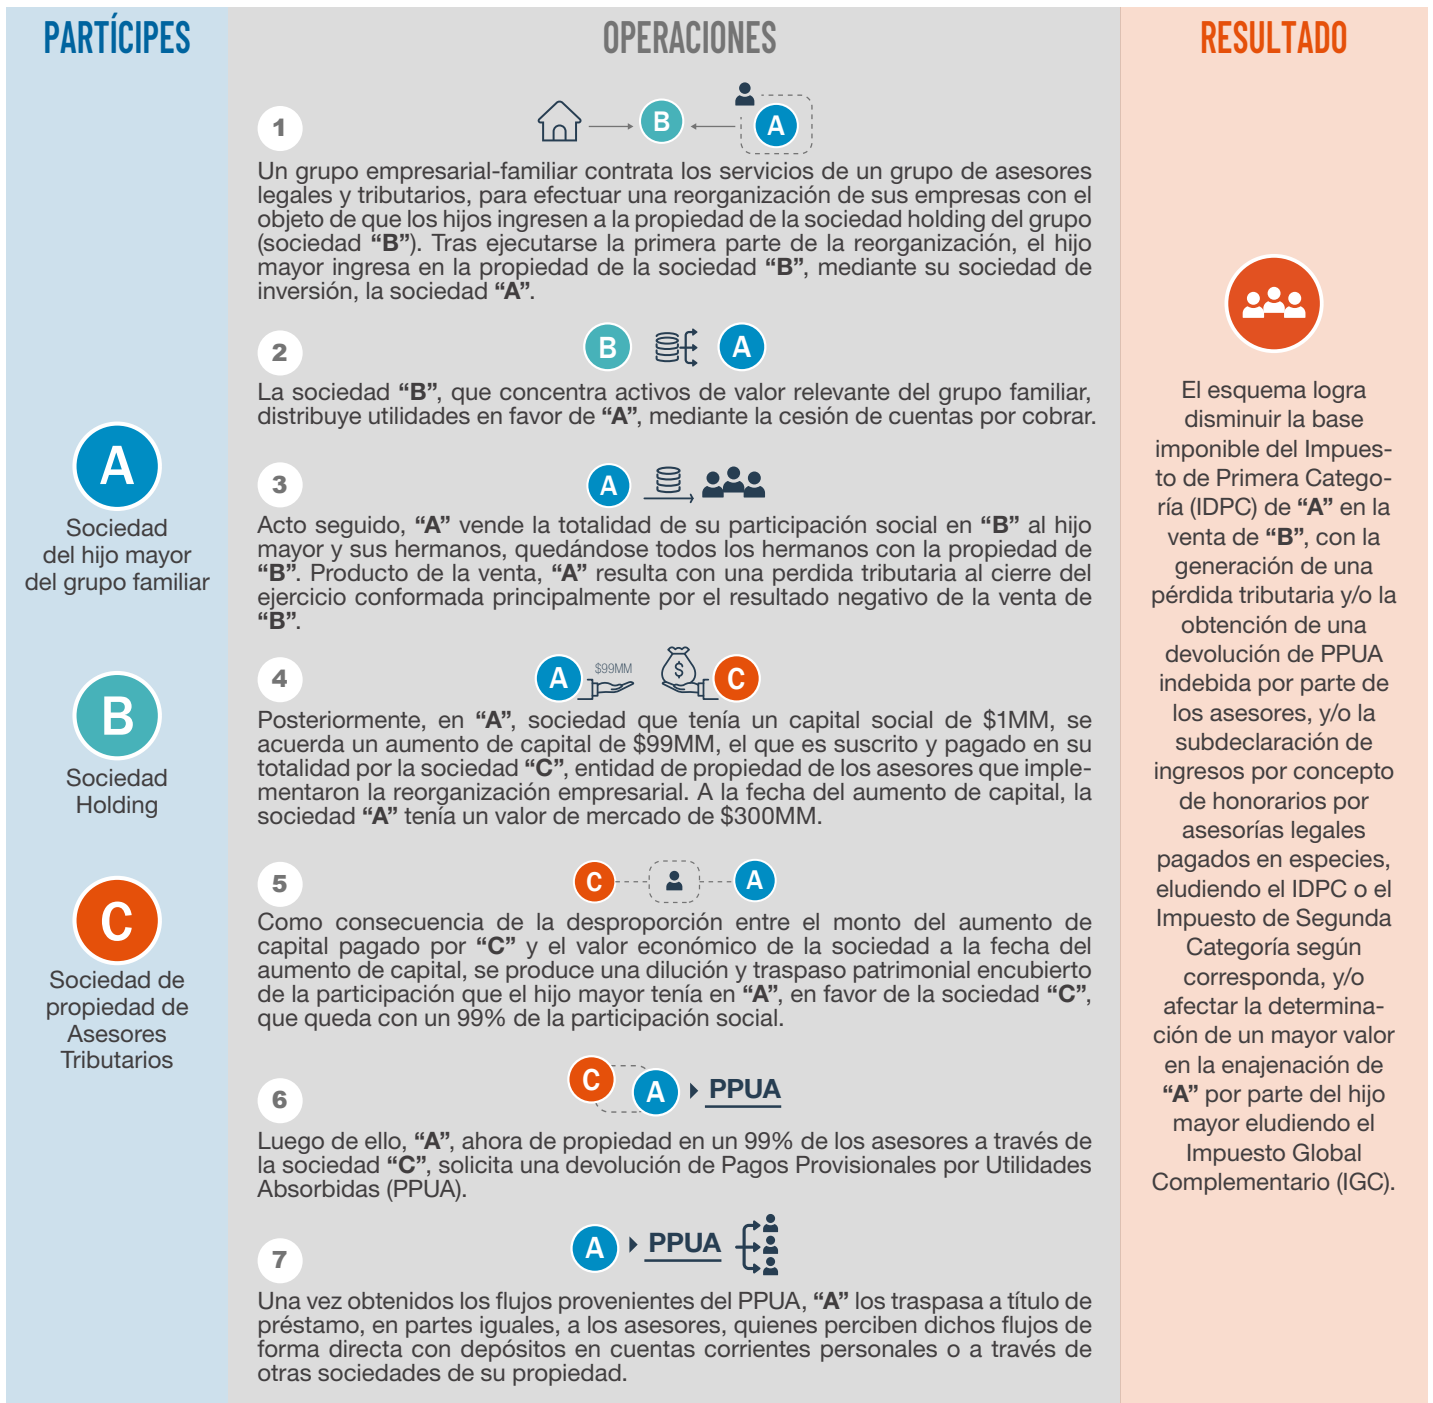 PARTÍCIPES
A
Sociedad
del hijo mayor
del grupo familiar
B
Sociedad
Holding
C
Sociedad de
propiedad de
Asesores
Tributarios
OPERACIONES
1
B
A
Un grupo empresarial-familiar contrata los servicios de un grupo de asesores
legales y tributarios, para efectuar una reorganización de sus empresas con el
objeto de que los hijos ingresen a la propiedad de la sociedad holding del grupo
(sociedad “B”). Tras ejecutarse la primera parte de la reorganización, el hijo
mayor ingresa en la propiedad de la sociedad “B”, mediante su sociedad de
inversión, la sociedad “A”.
2
B
A
La sociedad “B”, que concentra activos de valor relevante del grupo familiar,
distribuye utilidades en favor de “A”, mediante la cesión de cuentas por cobrar.
3
A
Acto seguido, “A” vende la totalidad de su participación social en “B” al hijo
mayor y sus hermanos, quedándose todos los hermanos con la propiedad de
“B”. Producto de la venta, “A” resulta con una perdida tributaria al cierre del
ejercicio conformada principalmente por el resultado negativo de la venta de
“B”.
4
A
$99MM
$
C
Posteriormente, en “A”, sociedad que tenía un capital social de $1MM, se
acuerda un aumento de capital de $99MM, el que es suscrito y pagado en su
totalidad por la sociedad “C”, entidad de propiedad de los asesores que imple-
mentaron la reorganización empresarial. A la fecha del aumento de capital, la
sociedad “A” tenía un valor de mercado de $300MM.
5
C
A
Como consecuencia de la desproporción entre el monto del aumento de
capital pagado por “C” y el valor económico de la sociedad a la fecha del
aumento de capital, se produce una dilución y traspaso patrimonial encubierto
de la participación que el hijo mayor tenía en “A”, en favor de la sociedad “C”,
que queda con un 99% de la participación social.
6
C
A
PPUA
Luego de ello, “A”, ahora de propiedad en un 99% de los asesores a través de
la sociedad “C”, solicita una devolución de Pagos Provisionales por Utilidades
Absorbidas (PPUA).
7
A
PPUA
Una vez obtenidos los flujos provenientes del PPUA, “A” los traspasa a título de
préstamo, en partes iguales, a los asesores, quienes perciben dichos flujos de
forma directa con depósitos en cuentas corrientes personales o a través de
otras sociedades de su propiedad.
RESULTADO
El esquema logra
disminuir la base
imponible del Impues-
to de Primera Catego-
ría (IDPC) de “A” en la
venta de “B”, con la
generación de una
pérdida tributaria y/o la
obtención de una
devolución de PPUA
indebida por parte de
los asesores, y/o la
subdeclaración de
ingresos por concepto
de honorarios por
asesorías legales
pagados en especies,
eludiendo el IDPC o el
Impuesto de Segunda
Categoría según
corresponda, y/o
afectar la determina-
ción de un mayor valor
en la enajenación de
“A” por parte del hijo
mayor eludiendo el
Impuesto Global
Complementario (IGC).